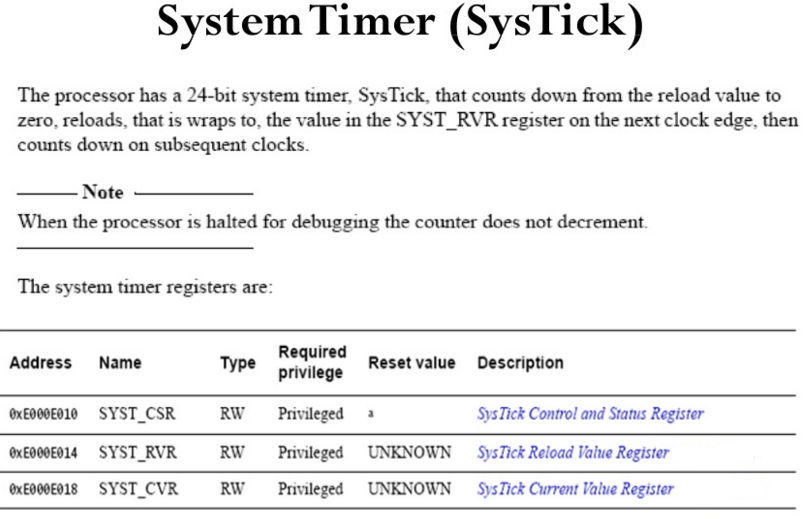 System Timer (SysTick)
The processor has a 24-bit system timer, SysTick, that counts down from the reload value to
zero, reloads, that is wraps to, the value in the SYST_RVR register on the next clock edge, then
counts down on subsequent clocks.
Note
When the processor is halted for debugging the counter does not decrement.
The system timer registers are:
Address Name Type Required privilege Reset value Description
0xE000E010 SYST_CSR RW Privileged a SysTick Control and Status Register
0xE000E014 SYST_RVR RW Privileged UNKNOWN SysTick Reload Value Register
0xE000E018 SYST_CVR RW Privileged UNKNOWN SysTick Current Value Register